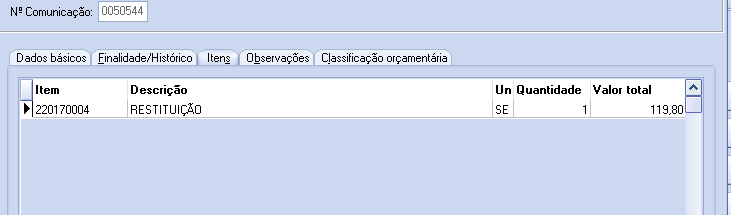 Nº Comunicação: 0050544
Dados básicos Finalidade/Histórico Itens Observações Classificação orçamentária
Item Descrição Un Quantidade Valor total
220170004 RESTITUIÇÃO SE 1 119,80